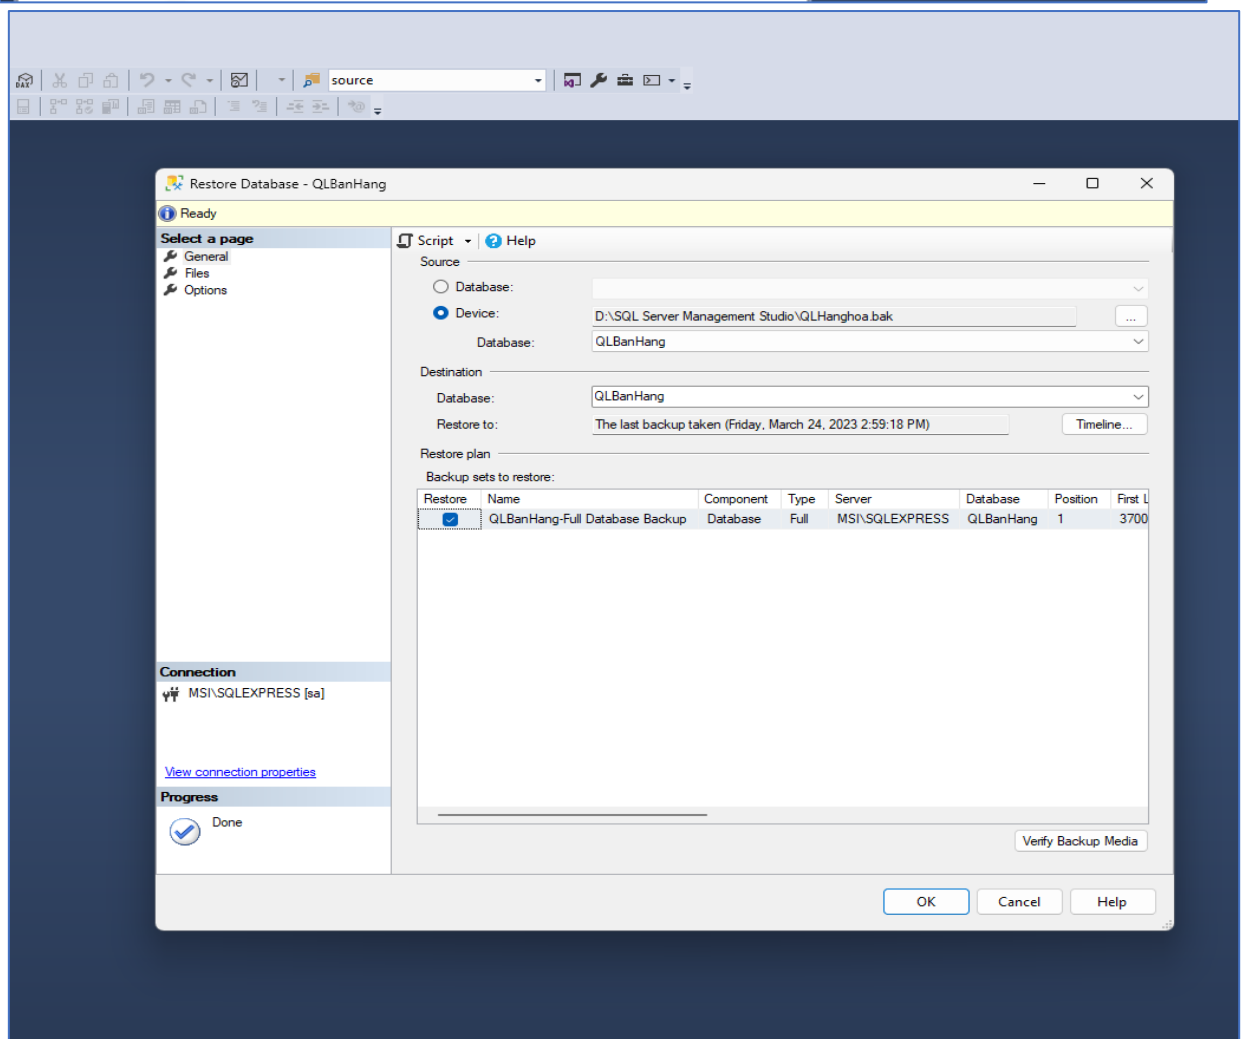 DAX
source
Restore Database - QLBanHang
Ready
Select a page
General
Files
Options
Script
Help
Source
Database:
Device:
D:\SQL Server Management Studio\QLHanghoa.bak
...
Database:
QLBanHang
Destination
Database:
QLBanHang
Restore to:
The last backup taken (Friday, March 24, 2023 2:59:18 PM)
Timeline...
Restore plan
Backup sets to restore:
Restore Name Component Type Server Database Position First L
QLBanHang-Full Database Backup Database Full MSI\SQLEXPRESS QLBanHang 1 3700
Connection
MSI\SQLEXPRESS [sa]
View connection properties
Progress
Done
Verify Backup Media
OK Cancel Help